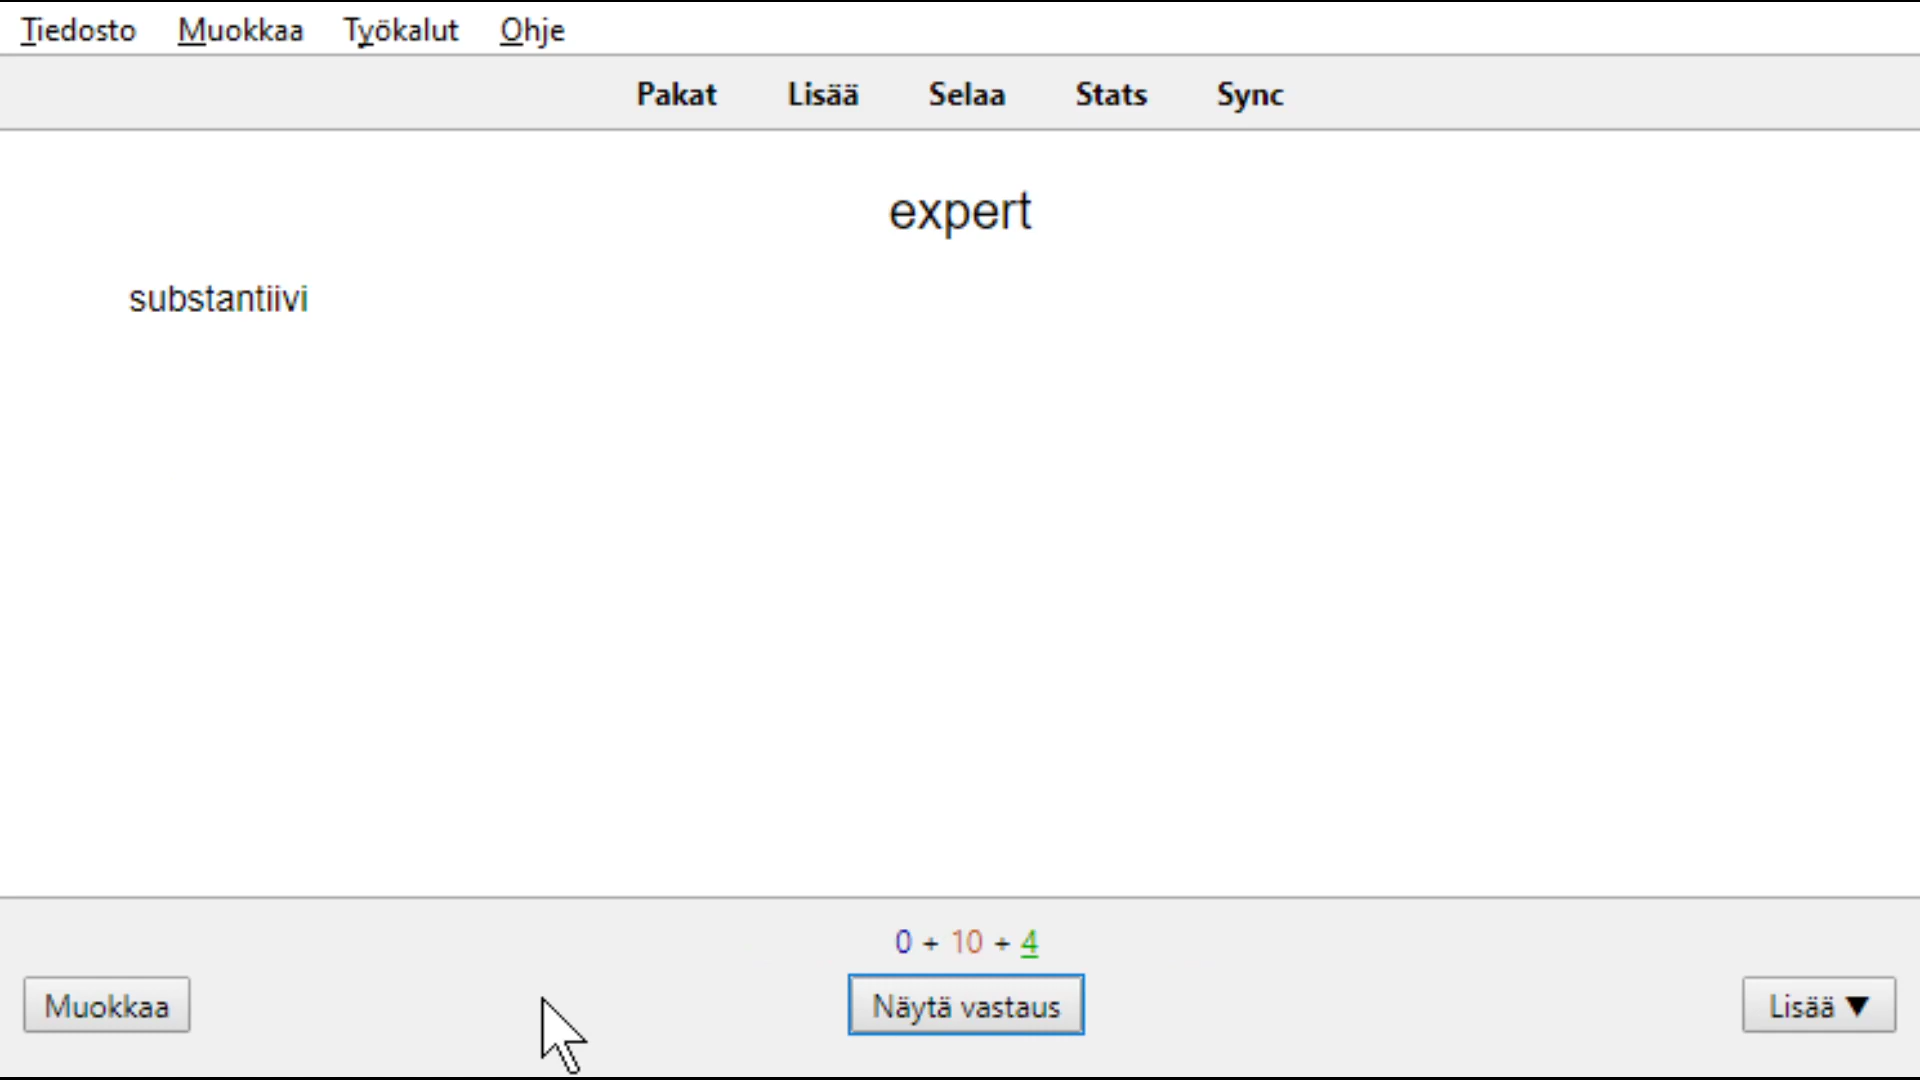 Tiedosto Muokkaa Työkalut Ohje
Pakat Lisää Selaa Stats Sync
expert
substantiivi
0 + 10 + 4
Muokkaa Näytä vastaus Lisää ▼